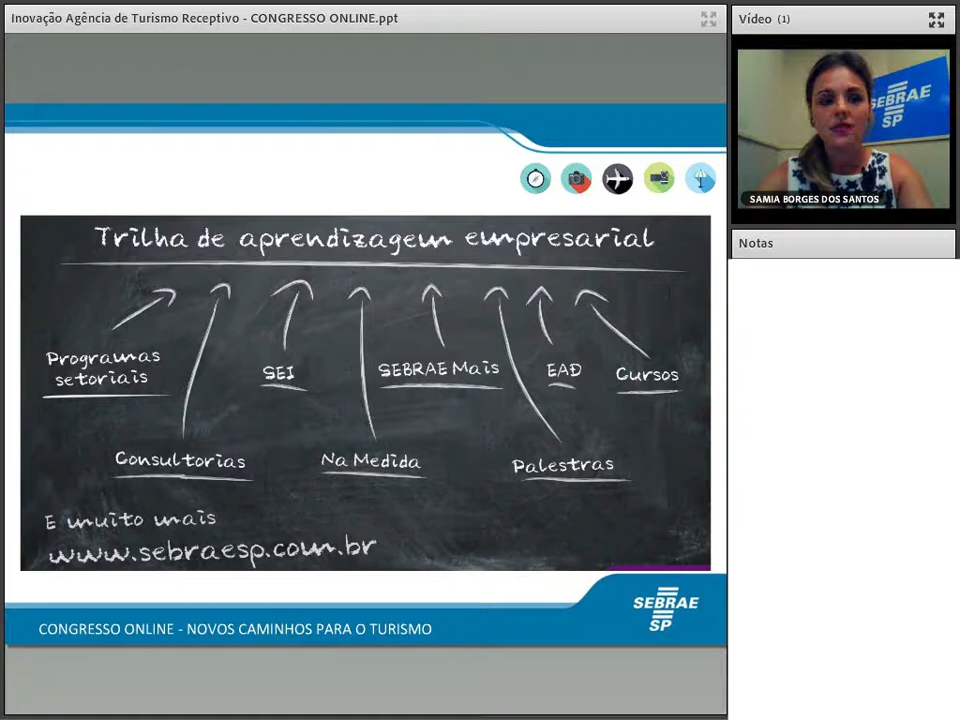 Inovação Agência de Turismo Receptivo - CONGRESSO ONLINE.ppt
Vídeo (1)
SEBRAE
SP
SAMIA BORGES DOS SANTOS
Notas
Trilha de aprendizagem empresarial
Programas
setoriais
SEI
SEBRAE Mais
EAD
Cursos
Consultorias
Na Medida
Palestras
E muito mais
www.sebraesp.com.br
SEBRAE
SP
CONGRESSO ONLINE - NOVOS CAMINHOS PARA O TURISMO